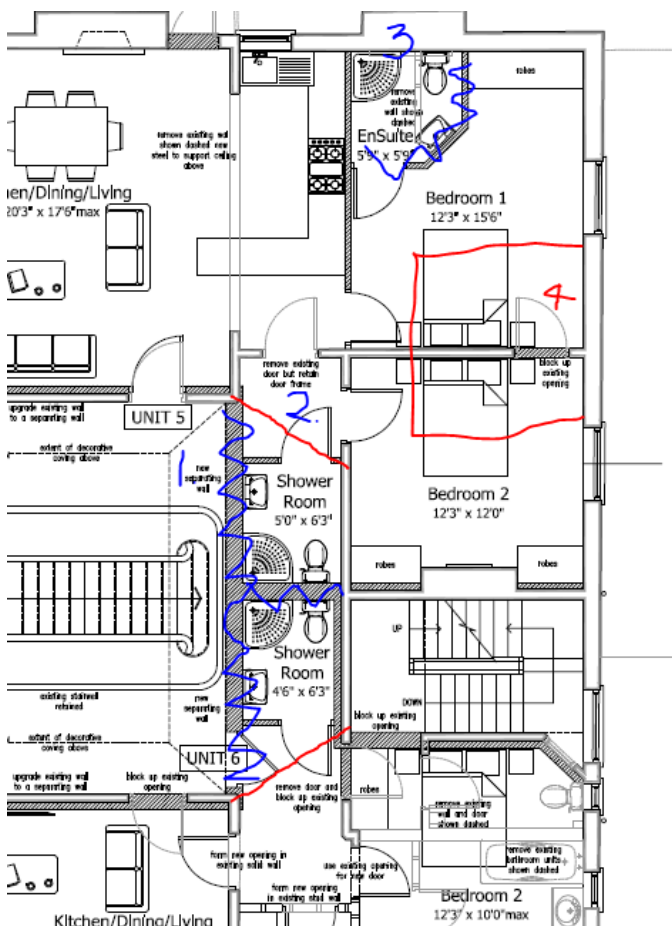 3
robes
remove
existing
wall shown
dashed
EnSuite
5'9" x 5'9"
remove existing wall
shown dashed new
steel to support ceiling
above
en/Dining/Living
20'3" x 17'6"max
Bedroom 1
12'3" x 15'6"
4
remove existing
door but retain
door frame
block up
existing
opening
upgrade existing wall
to a separating wall
UNIT 5
2.
extent of decorative
coving above
1.
new
separating
wall
Shower
Room
5'0" x 6'3"
Bedroom 2
12'3" x 12'0"
robes
robes
UP
Shower
Room
4'6" x 6'3"
existing stairwell
retained
new
separating
wall
DOWN
block up existing
opening
extent of decorative
coving above
UNIT 6
upgrade existing wall
to a separating wall
block up existing
opening
remove door and
block up existing
opening
robes
remove existing
wall and door
shown dashed
remove existing
bathroom units
shown dashed
form new opening in
existing solid wall
use existing opening
for new door
form new opening
in existing stud wall
Kitchen/Dining/Living
Bedroom 2
12'3" x 10'0"max